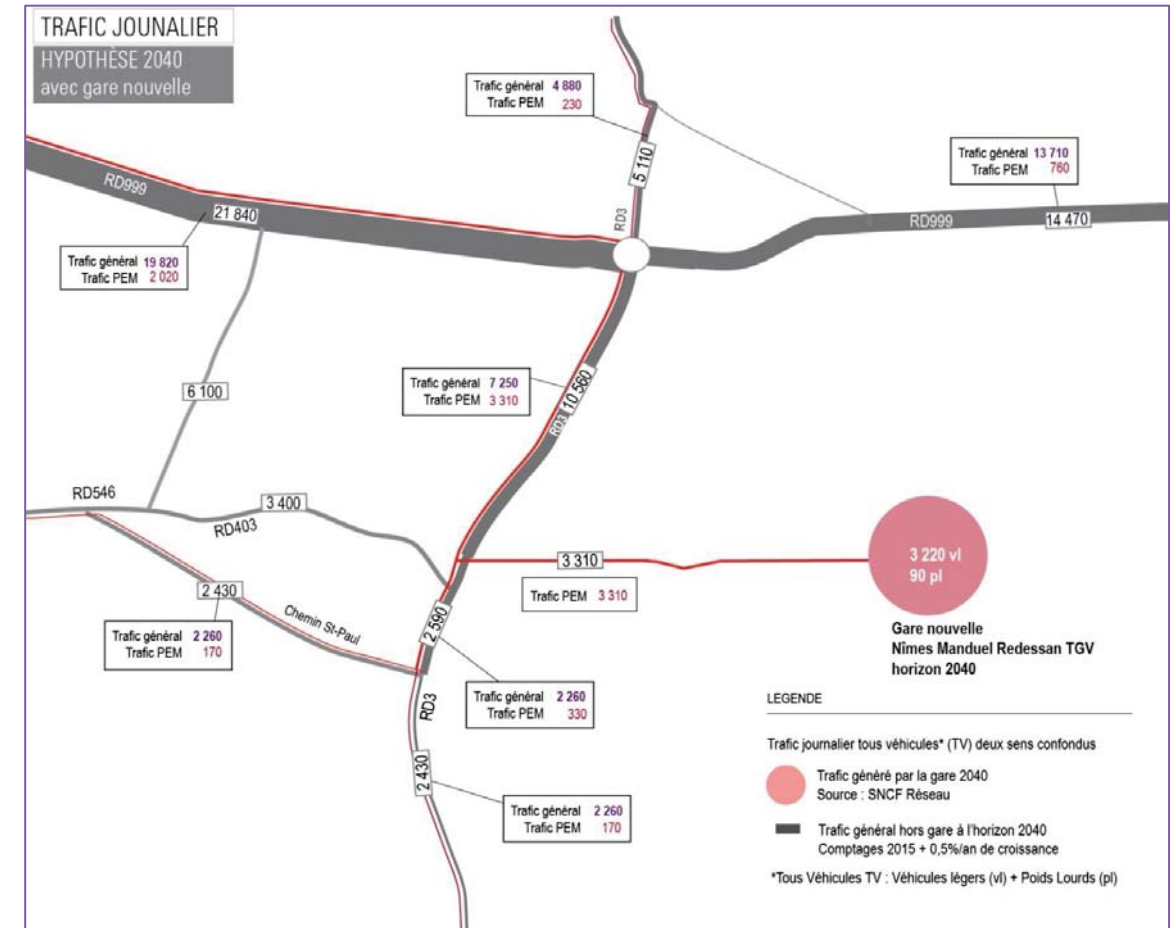 TRAFIC JOUNALIER
HYPOTHÈSE 2040
avec gare nouvelle
Trafic général 4 880
Trafic PEM 230
5 110
RD3
Trafic général 13 710
Trafic PEM 760
RD999
14 470
RD999
21 840
Trafic général 19 820
Trafic PEM 2 020
6 100
Trafic général 7 250
Trafic PEM 3 310
10 560
RD3
RD546
3 400
RD403
3 310
Trafic PEM 3 310
3 220 vl
90 pl
Gare nouvelle
Nîmes Manduel Redessan TGV
horizon 2040
2 430
Chemin St-Paul
Trafic général 2 260
Trafic PEM 170
2 590
Trafic général 2 260
Trafic PEM 330
RD3
2 430
Trafic général 2 260
Trafic PEM 170
LEGENDE
Trafic journalier tous véhicules* (TV) deux sens confondus
Trafic généré par la gare 2040
Source : SNCF Réseau
Trafic général hors gare à l'horizon 2040
Comptages 2015 + 0,5%/an de croissance
*Tous Véhicules TV : Véhicules légers (vl) + Poids Lourds (pl)